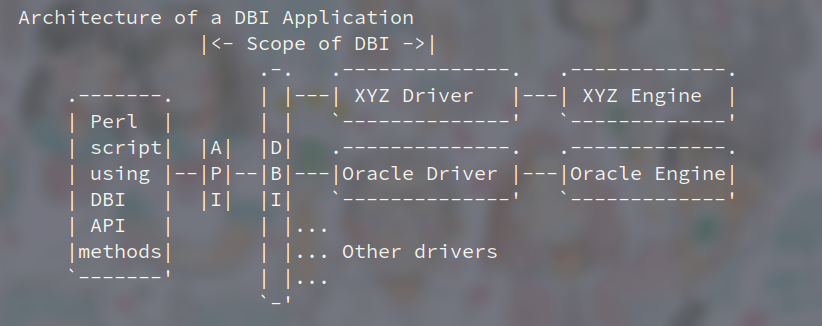 Architecture of a DBI Application
                |<- Scope of DBI ->|
                     .-.   .--------------.   .-------------.
     .-------.       | |---| XYZ Driver   |---| XYZ Engine  |
     | Perl  |       | |   `--------------'   `-------------'
     | script|  |A|  |D|   .--------------.   .-------------.
     | using |--|P|--|B|---|Oracle Driver |---|Oracle Engine|
     | DBI   |  |I|  |I|   `--------------'   `-------------'
     | API   |       | |...
     |methods|       | |... Other drivers
     `-------'       | |...
                     `-'